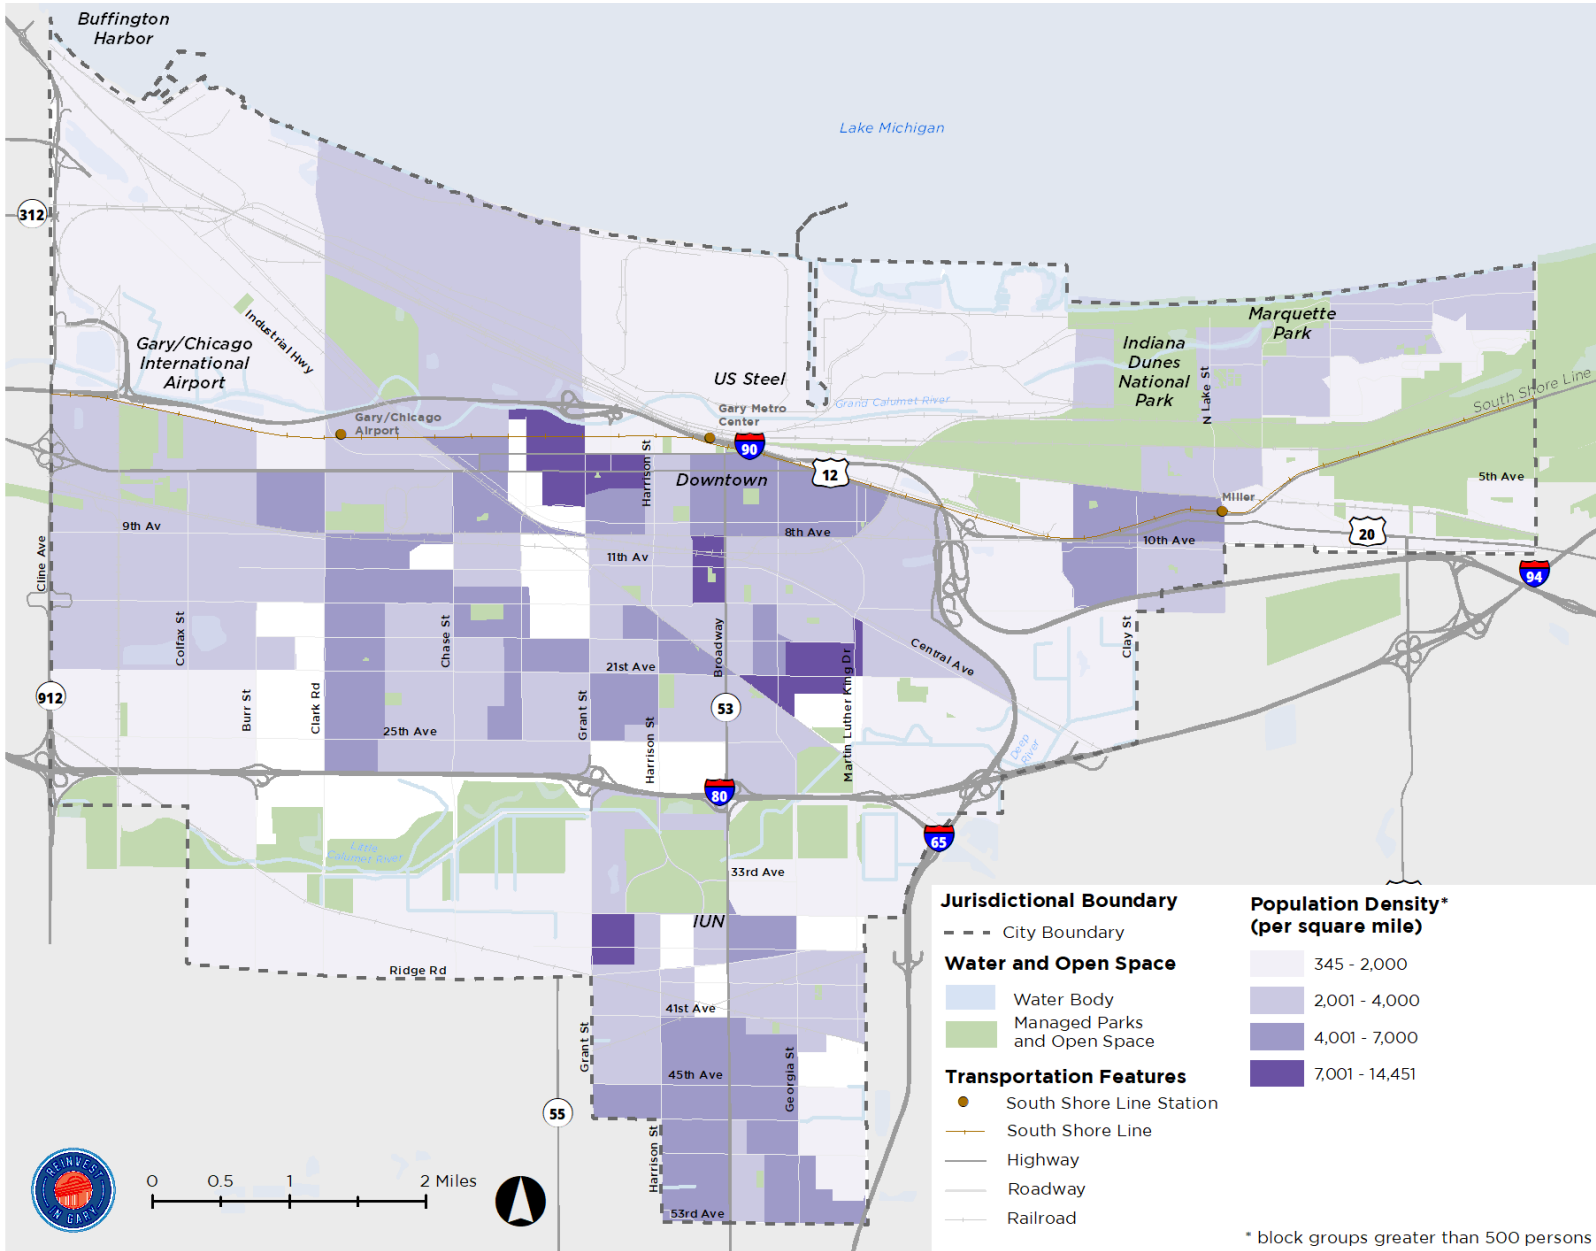 Buffington
Harbor
Lake Michigan
312
Marquette
Park
Industrial Hwy
Gary/Chicago
International
Airport
Indiana
Dunes
National
Park
US Steel
N Lake St
South Shore Line
Gary/Chicago
Airport
Gary Metro
Center
Grand Calumet River
90
Harrison St
12
Downtown
5th Ave
Miller
9th Av
8th Ave
20
10th Ave
11th Av
Cline Ave
94
Colfax St
Chase St
Broadway
Clay St
Central Ave
21st Ave
Martin Luther King Dr
912
Burr St
Clark Rd
Grant St
53
Harrison St
25th Ave
Deep
River
80
65
Little
Calumet River
33rd Ave
IUN
Ridge Rd
41st Ave
Grant St
45th Ave
Georgia St
55
Harrison St
53rd Ave
Jurisdictional Boundary
City Boundary
Water and Open Space
Water Body
Managed Parks
and Open Space
Transportation Features
South Shore Line Station
South Shore Line
Highway
Roadway
Railroad
Population Density*
(per square mile)
345 - 2,000
2,001 - 4,000
4,001 - 7,000
7,001 - 14,451
* block groups greater than 500 persons
REINVEST
IN GARY
0 0.5 1 2 Miles